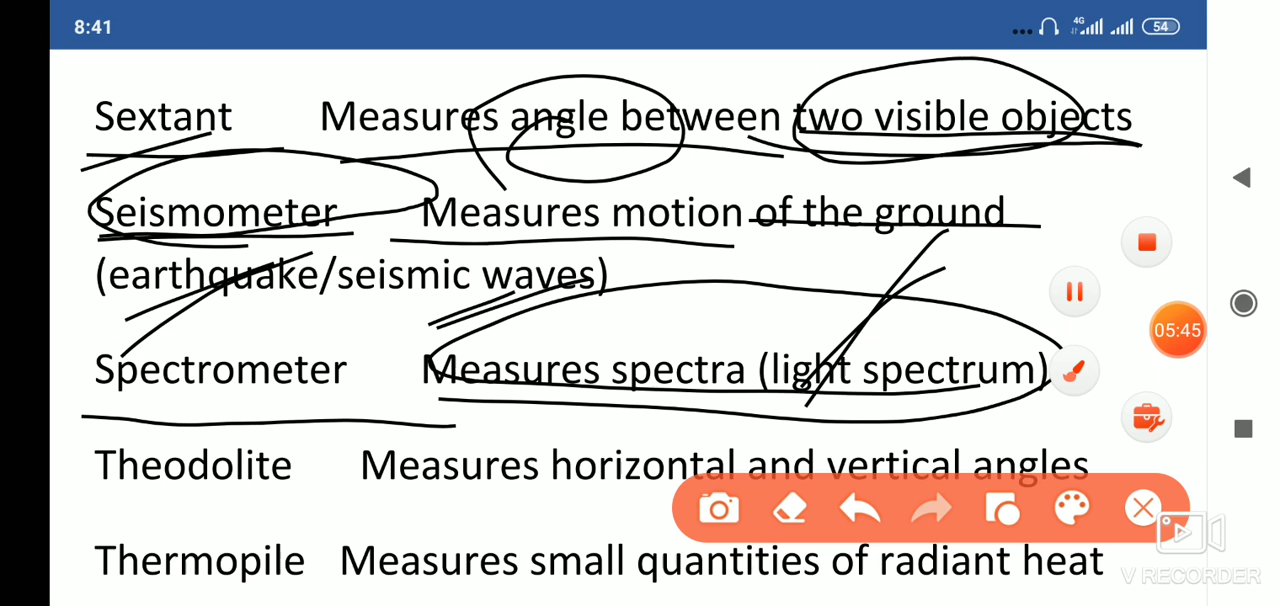 8:41
4G
54
Sextant Measures angle between two visible objects
Seismometer Measures motion of the ground
(earthquake/seismic waves)
05:45
Spectrometer Measures spectra (light spectrum)
Theodolite Measures horizontal and vertical angles
Thermopile Measures small quantities of radiant heat
V RECORDER